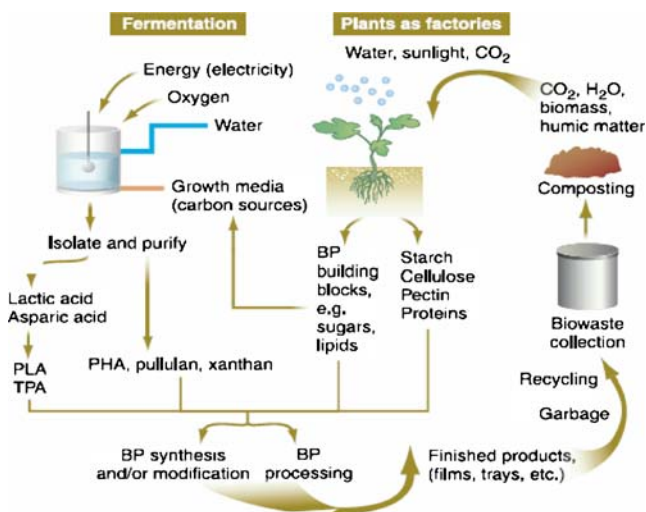 Fermentation
Plants as factories
Energy (electricity)
Oxygen
Water
Growth media
(carbon sources)
Isolate and purify
Lactic acid
Asparic acid
PLA
TPA
PHA, pullulan, xanthan
Water, sunlight, CO₂
BP
building
blocks,
e.g.
sugars,
lipids
Starch
Cellulose
Pectin
Proteins
CO₂, H₂O,
biomass,
humic matter
Composting
Biowaste
collection
Recycling
Garbage
BP synthesis
and/or modification
BP
processing
Finished products,
(films, trays, etc.)